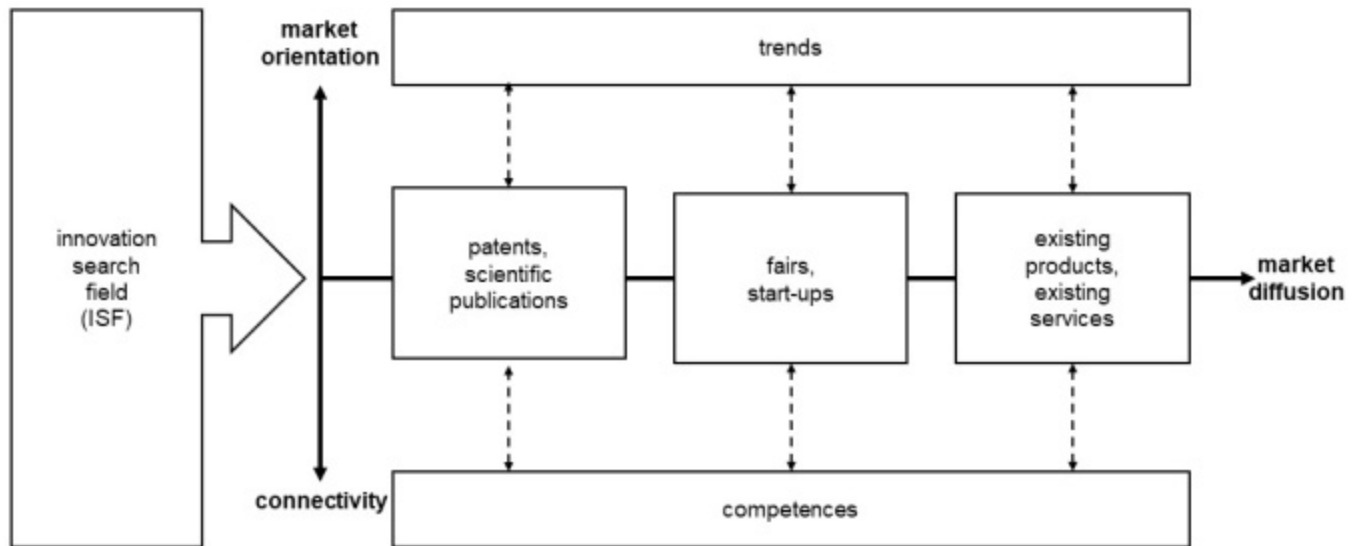 market
orientation
trends
innovation
search
field
(ISF)
patents,
scientific
publications
fairs,
start-ups
existing
products,
existing
services
market
diffusion
connectivity
competences